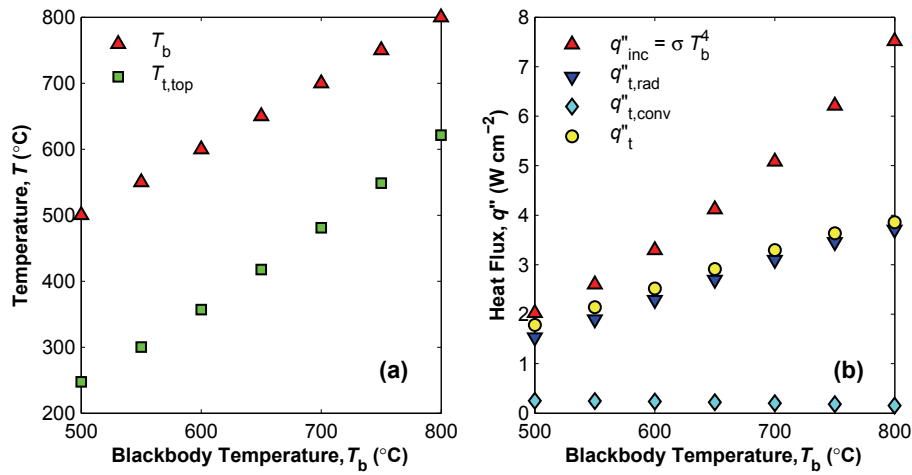 800
700
600
500
400
300
200
500
600
700
800
Temperature, T (°C)
Blackbody Temperature, T_b (°C)
T_b
T_t,top
(a)
8
7
6
5
4
3
2
1
0
500
600
700
800
Heat Flux, q" (W cm⁻²)
Blackbody Temperature, T_b (°C)
q"_inc = σ T_b^4
q"_t,rad
q"_t,conv
q"_t
(b)